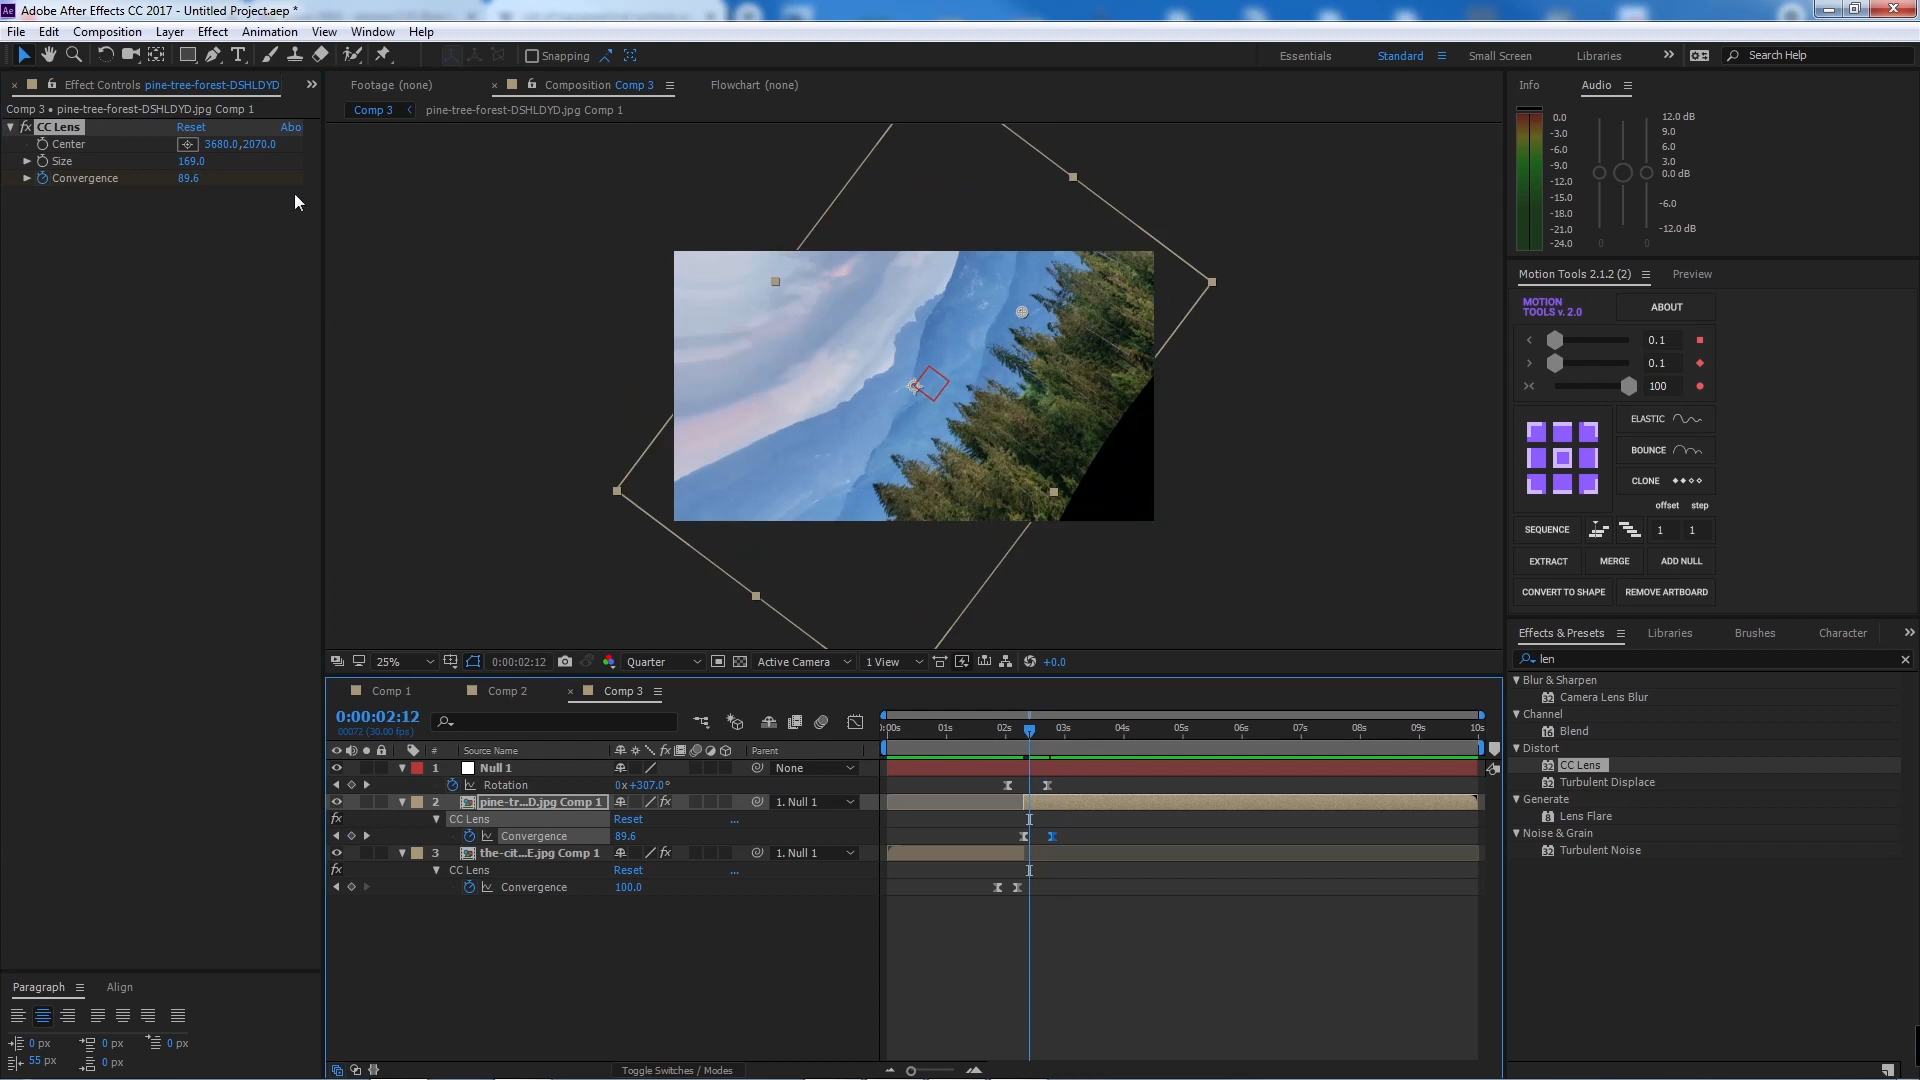 Adobe After Effects CC 2017 - Untitled Project.aep *
File Edit Composition Layer Effect Animation View Window Help
Snapping Essentials Standard Small Screen Libraries Search Help
Effect Controls pine-tree-forest-DSHLDYD
Footage (none) Composition Comp 3 Flowchart (none)
Comp 3 • pine-tree-forest-DSHLDYD.jpg Comp 1
Comp 3 pine-tree-forest-DSHLDYD.jpg Comp 1
fx CC Lens Reset Abo
Center 3680.0,2070.0
Size 169.0
Convergence 89.6
Info Audio
0.0
-3.0
-6.0
-9.0
-12.0
-15.0
-18.0
-21.0
-24.0
12.0 dB
9.0
6.0
3.0
0.0 dB
-3.0
-6.0
-9.0
-12.0 dB
0 0
Motion Tools 2.1.2 (2) Preview
MOTION TOOLS v. 2.0 ABOUT
0.1
0.1
100
ELASTIC
BOUNCE
CLONE
offset step
SEQUENCE 1 1
EXTRACT MERGE ADD NULL
CONVERT TO SHAPE REMOVE ARTBOARD
Effects & Presets Libraries Brushes Character
len
Blur & Sharpen
Camera Lens Blur
Channel
Blend
Distort
CC Lens
Turbulent Displace
Generate
Lens Flare
Noise & Grain
Turbulent Noise
25% 0:00:02:12 Quarter Active Camera 1 View +0.0
Comp 1 Comp 2 Comp 3
0:00:02:12
00072 (30.00 fps)
:00s 01s 02s 03s 04s 05s 06s 07s 08s 09s 10s
# Source Name Parent
1 Null 1 None
Rotation 0x+307.0°
2 pine-tr...D.jpg Comp 1 1. Null 1
fx CC Lens Reset ...
Convergence 89.6
3 the-cit...E.jpg Comp 1 1. Null 1
fx CC Lens Reset ...
Convergence 100.0
Toggle Switches / Modes
Paragraph Align
0 px 0 px 0 px
55 px 0 px